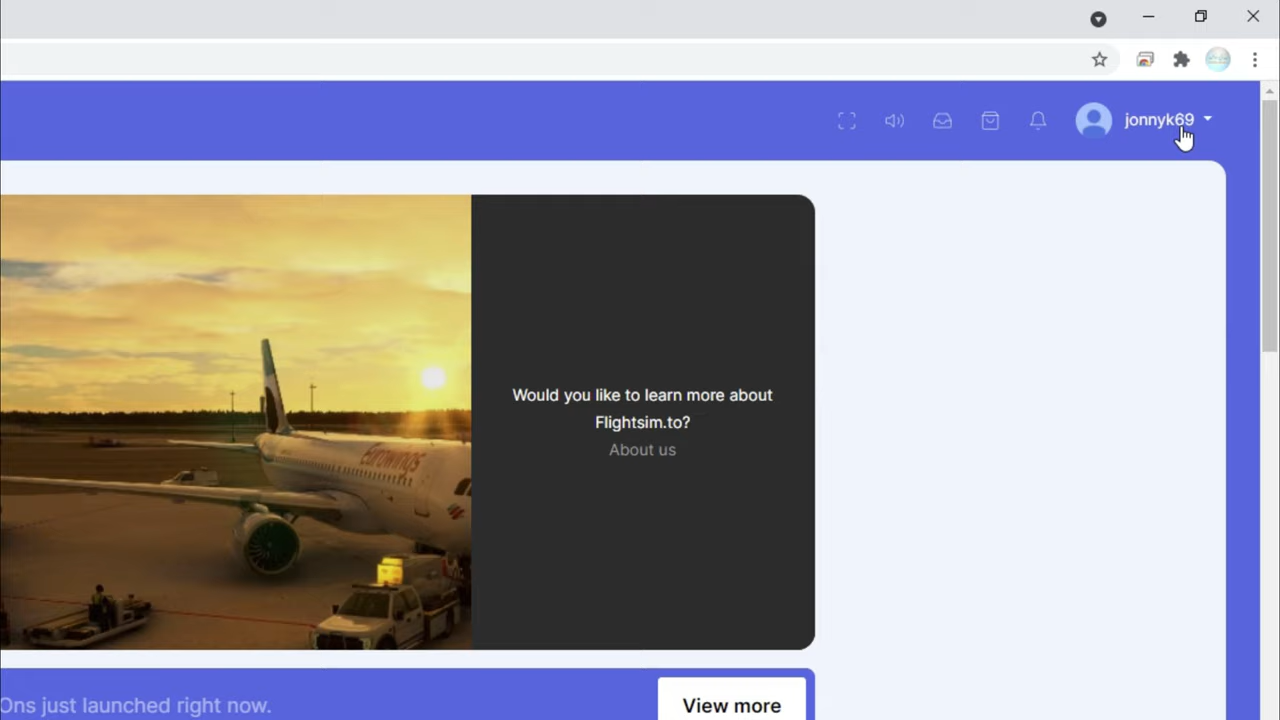 jonnyk69
Eurowings
Would you like to learn more about
Flightsim.to?
About us
Ons just launched right now.
View more